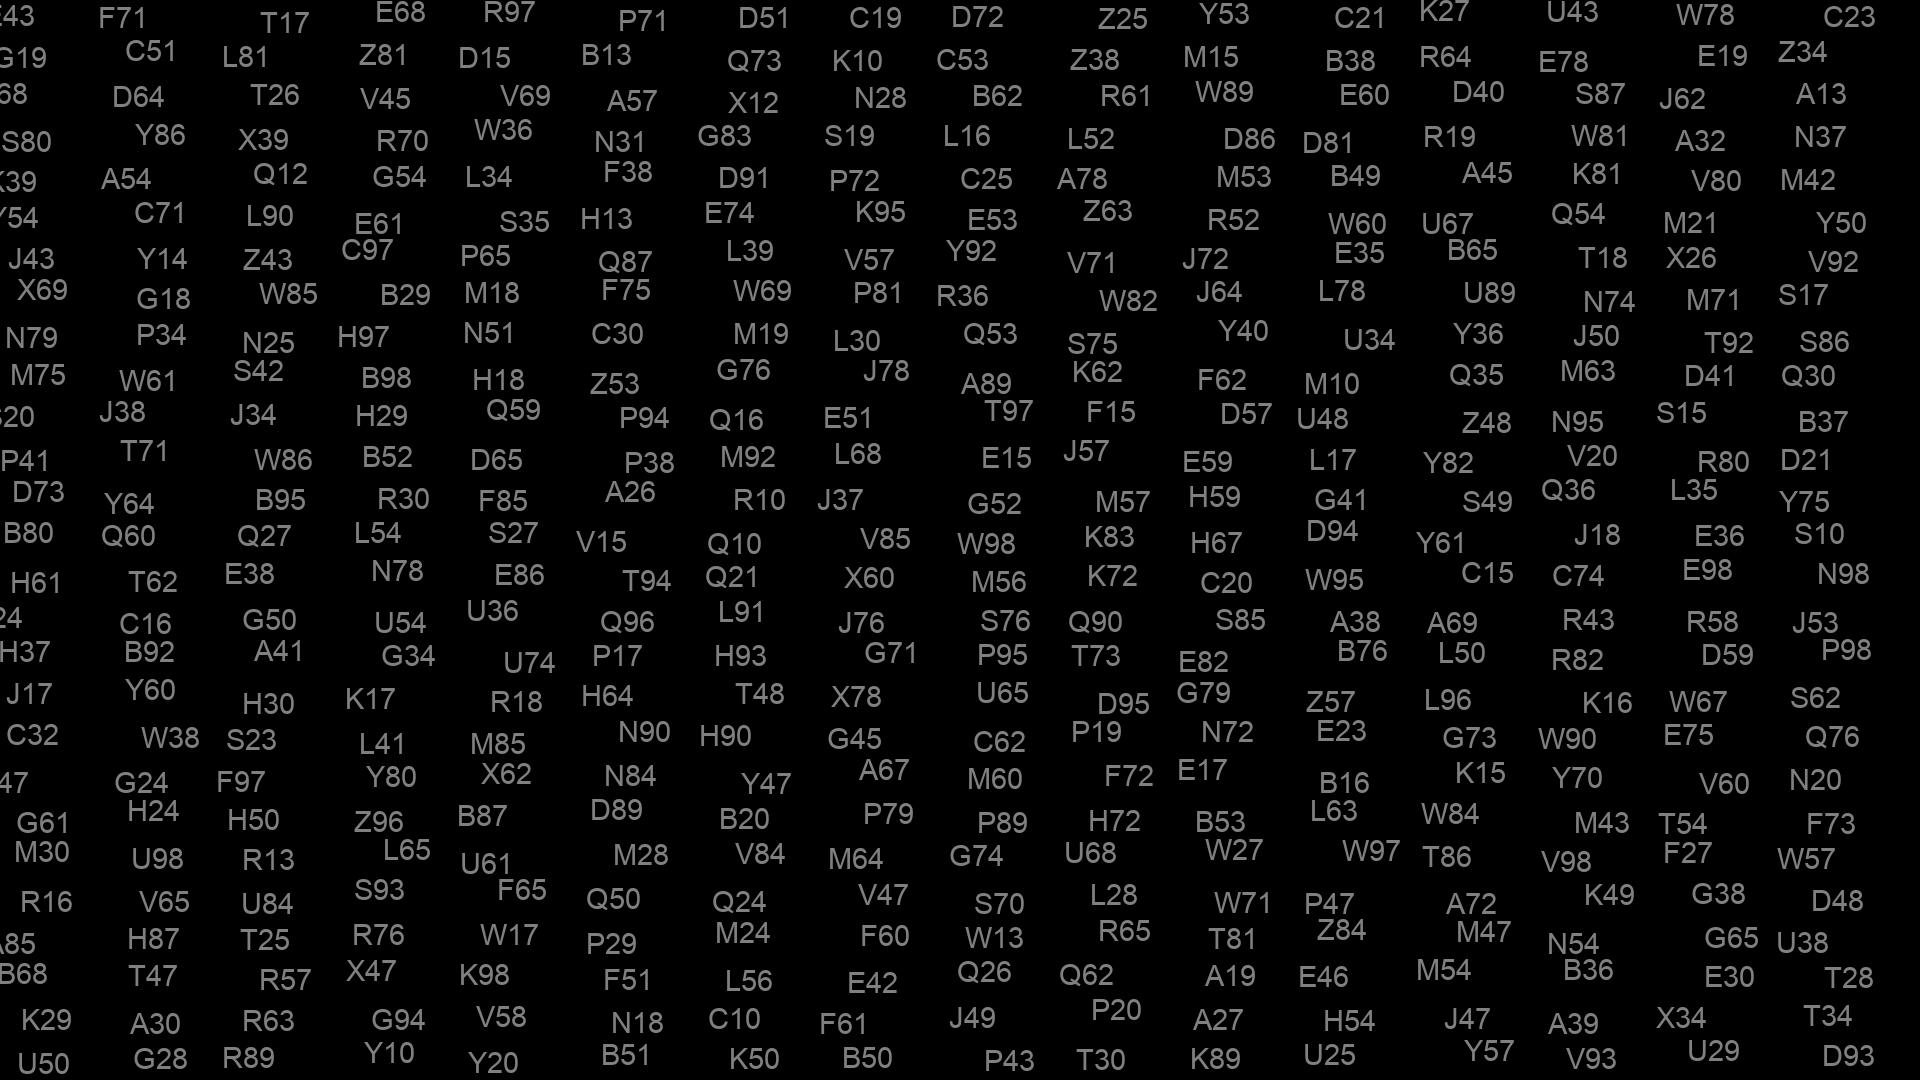 43 F71 T17 E68 R97 P71 D51 C19 D72 Z25 Y53 C21 K27 U43 W78 C23
G19 C51 L81 Z81 D15 B13 Q73 K10 C53 Z38 M15 B38 R64 E78 E19 Z34
68 D64 T26 V45 V69 A57 X12 N28 B62 R61 W89 E60 D40 S87 J62 A13
S80 Y86 X39 R70 W36 N31 G83 S19 L16 L52 D86 D81 R19 W81 A32 N37
K39 A54 Q12 G54 L34 F38 D91 P72 C25 A78 M53 B49 A45 K81 V80 M42
Y54 C71 L90 E61 S35 H13 E74 K95 E53 Z63 R52 W60 U67 Q54 M21 Y50
J43 Y14 Z43 C97 P65 Q87 L39 V57 Y92 V71 J72 E35 B65 T18 X26 V92
X69 G18 W85 B29 M18 F75 W69 P81 R36 W82 J64 L78 U89 N74 M71 S17
N79 P34 N25 H97 N51 C30 M19 L30 Q53 S75 Y40 U34 Y36 J50 T92 S86
M75 W61 S42 B98 H18 Z53 G76 J78 A89 K62 F62 M10 Q35 M63 D41 Q30
S20 J38 J34 H29 Q59 P94 Q16 E51 T97 F15 D57 U48 Z48 N95 S15 B37
P41 T71 W86 B52 D65 P38 M92 L68 E15 J57 E59 L17 Y82 V20 R80 D21
D73 Y64 B95 R30 F85 A26 R10 J37 G52 M57 H59 G41 S49 Q36 L35 Y75
B80 Q60 Q27 L54 S27 V15 Q10 V85 W98 K83 H67 D94 Y61 J18 E36 S10
H61 T62 E38 N78 E86 T94 Q21 X60 M56 K72 C20 W95 C15 C74 E98 N98
24 C16 G50 U54 U36 Q96 L91 J76 S76 Q90 S85 A38 A69 R43 R58 J53
H37 B92 A41 G34 U74 P17 H93 G71 P95 T73 E82 B76 L50 R82 D59 P98
J17 Y60 H30 K17 R18 H64 T48 X78 U65 D95 G79 Z57 L96 K16 W67 S62
C32 W38 S23 L41 M85 N90 H90 G45 C62 P19 N72 E23 G73 W90 E75 Q76
47 G24 F97 Y80 X62 N84 Y47 A67 M60 F72 E17 B16 K15 Y70 V60 N20
G61 H24 H50 Z96 B87 D89 B20 P79 P89 H72 B53 L63 W84 M43 T54 F73
M30 U98 R13 L65 U61 M28 V84 M64 G74 U68 W27 W97 T86 V98 F27 W57
R16 V65 U84 S93 F65 Q50 Q24 V47 S70 L28 W71 P47 A72 K49 G38 D48
A85 H87 T25 R76 W17 P29 M24 F60 W13 R65 T81 Z84 M47 N54 G65 U38
B68 T47 R57 X47 K98 F51 L56 E42 Q26 Q62 A19 E46 M54 B36 E30 T28
K29 A30 R63 G94 V58 N18 C10 F61 J49 P20 A27 H54 J47 A39 X34 T34
U50 G28 R89 Y10 Y20 B51 K50 B50 P43 T30 K89 U25 Y57 V93 U29 D93